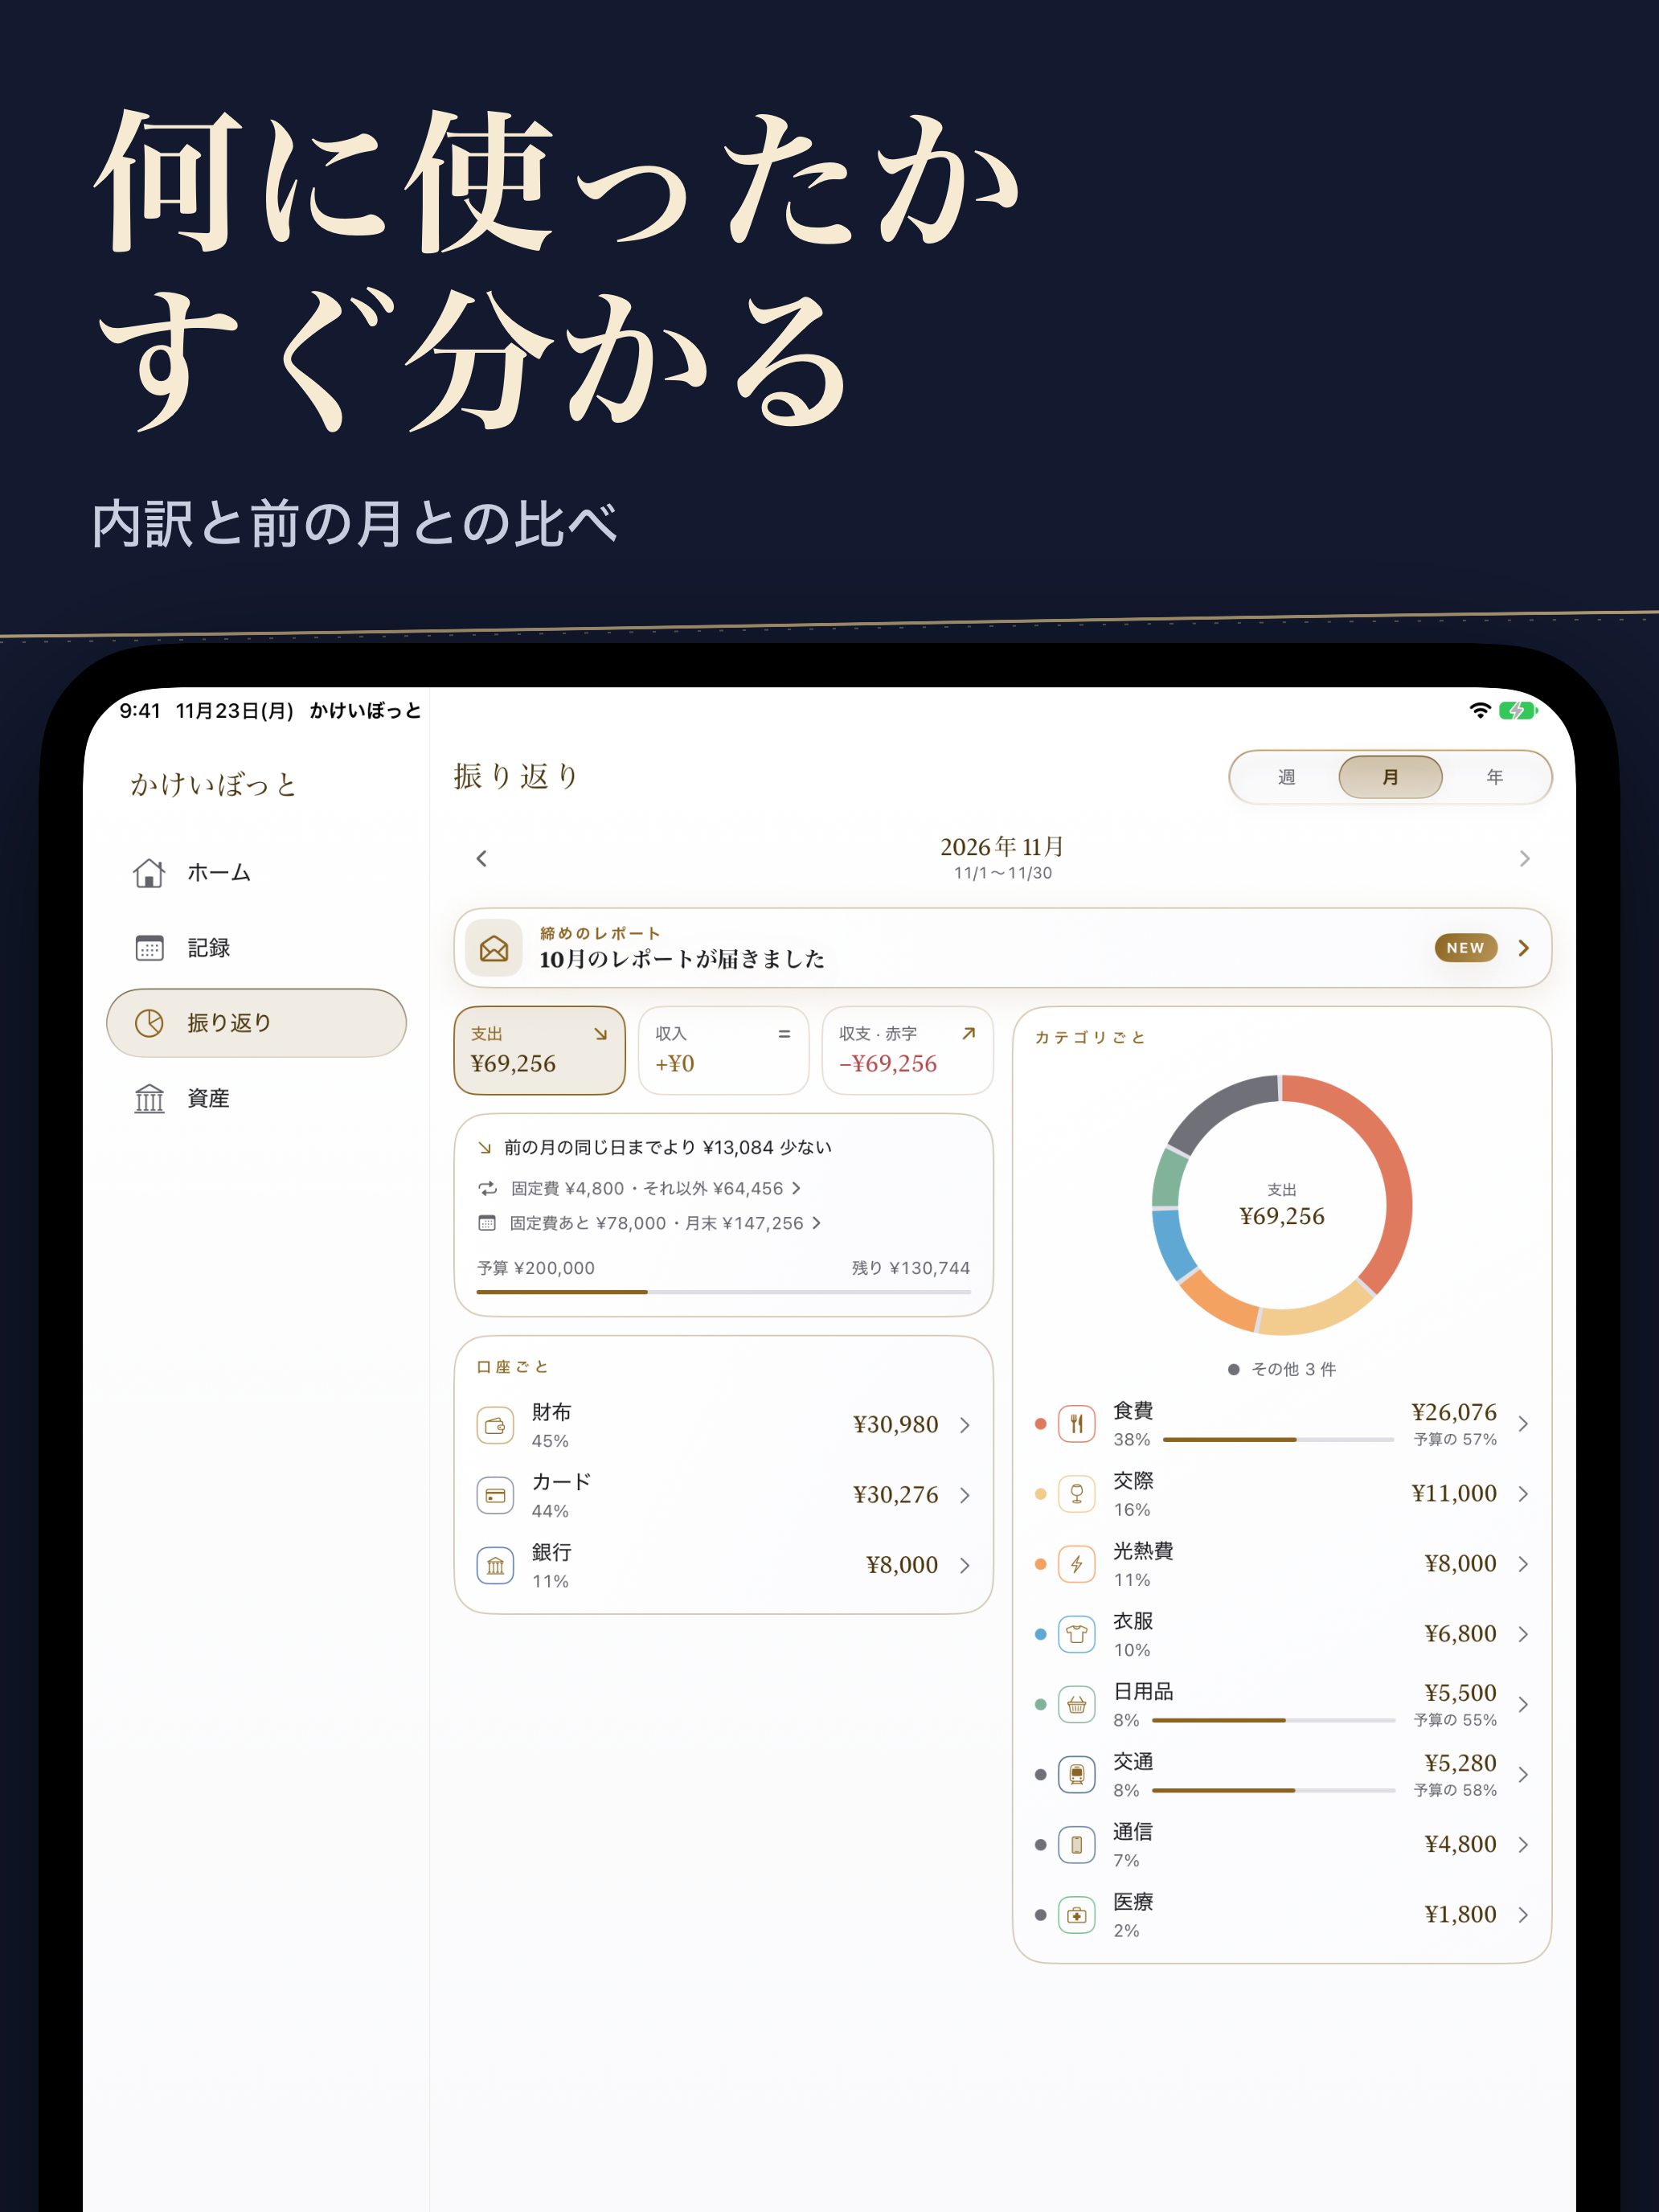 何に使ったか
すぐ分かる
内訳と前の月との比べ
9:41 11月23日(月) かけいぼっと
かけいぼっと
ホーム
記録
振り返り
資産
振り返り
週 月 年
2026年 11月
11/1〜11/30
締めのレポート
10月のレポートが届きました
NEW
支出
¥69,256
収入 =
+¥0
収支・赤字
−¥69,256
前の月の同じ日までより ¥13,084 少ない
固定費 ¥4,800・それ以外 ¥64,456
固定費あと ¥78,000・月末 ¥147,256
予算 ¥200,000 残り ¥130,744
口座ごと
財布
45%
¥30,980
カード
44%
¥30,276
銀行
11%
¥8,000
カテゴリごと
支出
¥69,256
その他 3 件
食費
¥26,076
38%
予算の 57%
交際
16%
¥11,000
光熱費
11%
¥8,000
衣服
10%
¥6,800
日用品
¥5,500
8%
予算の 55%
交通
¥5,280
8%
予算の 58%
通信
7%
¥4,800
医療
2%
¥1,800